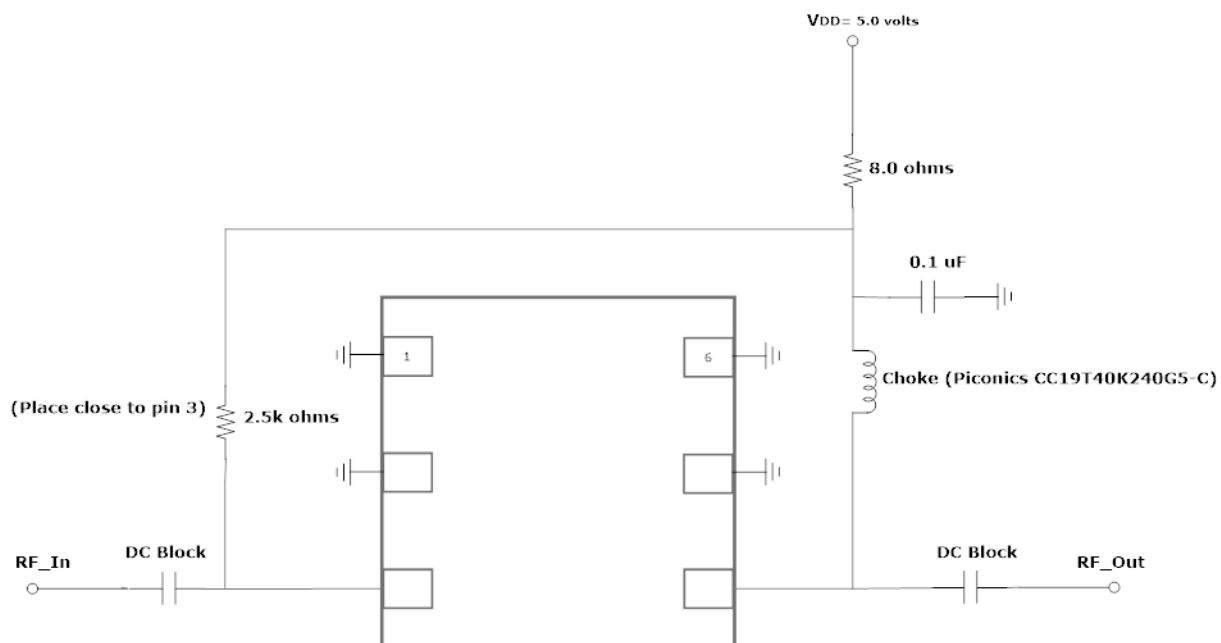 VDD= 5.0 volts
8.0 ohms
0.1 uF
1
6
Choke (Piconics CC19T40K240G5-C)
(Place close to pin 3)
2.5k ohms
DC Block
RF_In
DC Block
RF_Out